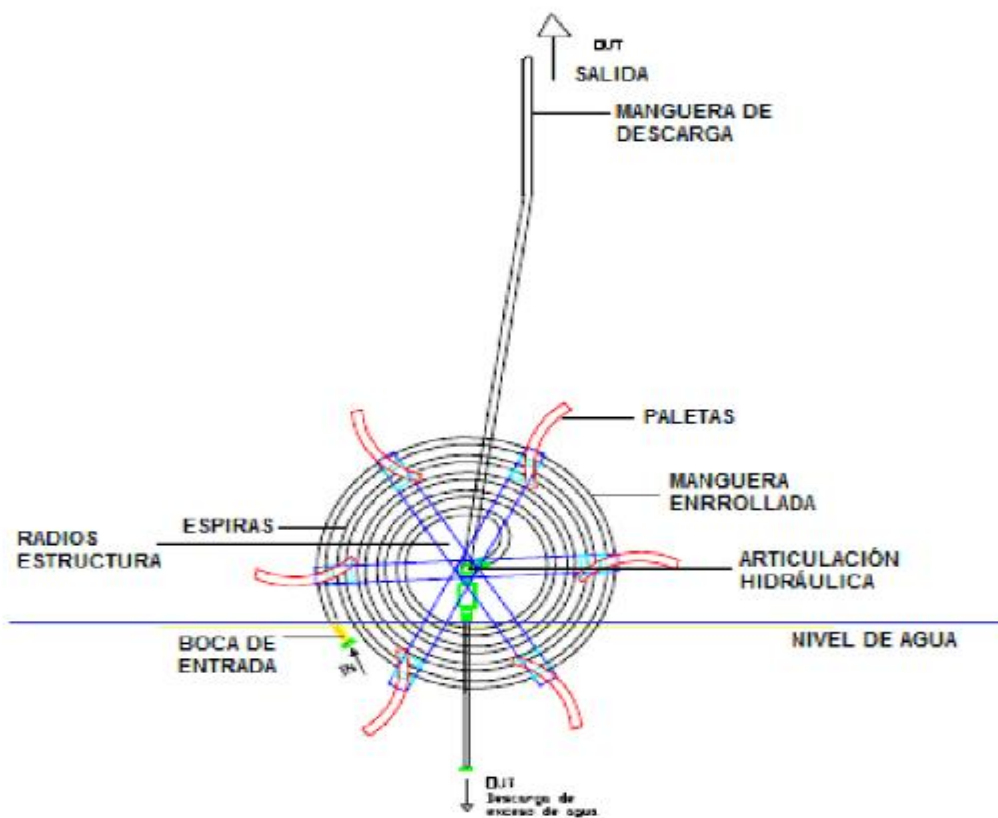 OUT
SALIDA
MANGUERA DE
DESCARGA
PALETAS
MANGUERA
ENRROLLADA
ESPIRAS
RADIOS
ESTRUCTURA
ARTICULACIÓN
HIDRÁULICA
NIVEL DE AGUA
BOCA DE
ENTRADA
IN
OUT
Descarga de
exceso de agua